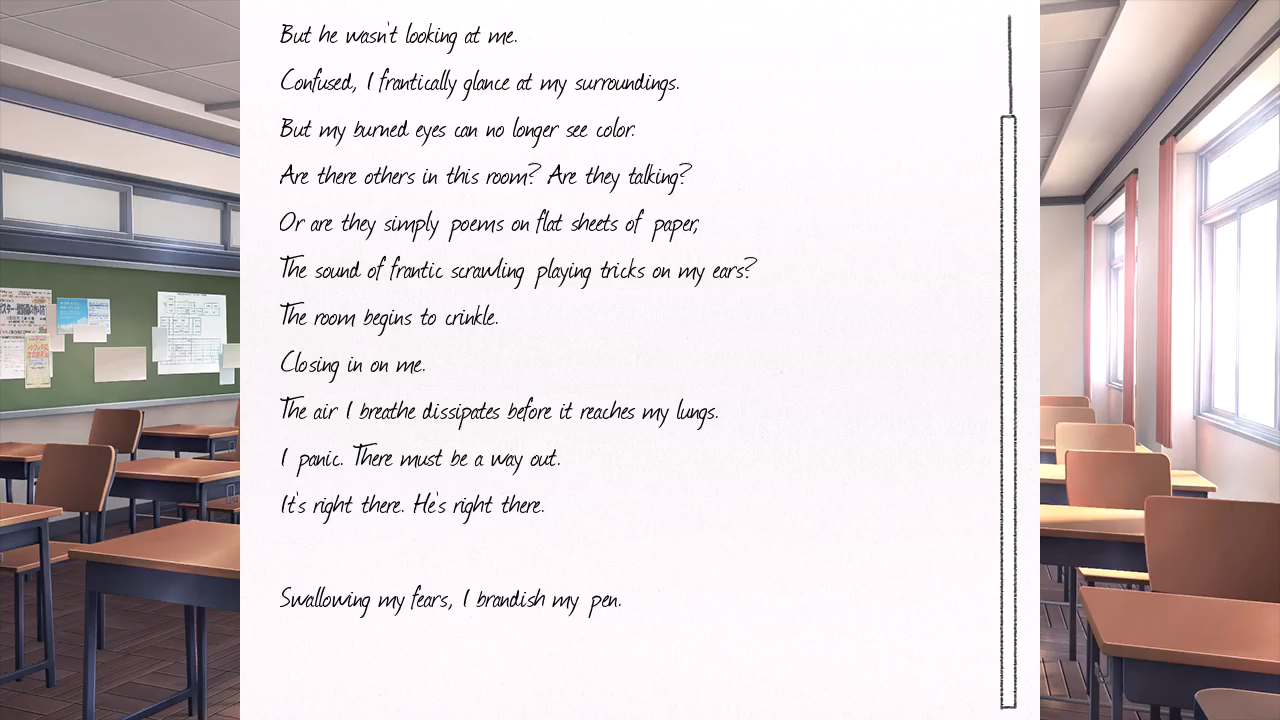 But he wasn't looking at me.
Confused, I frantically glance at my surroundings.
But my burned eyes can no longer see color.
Are there others in this room? Are they talking?
Or are they simply poems on flat sheets of paper,
The sound of frantic scrawling playing tricks on my ears?
The room begins to crinkle.
Closing in on me.
The air I breathe dissipates before it reaches my lungs.
I panic. There must be a way out.
It's right there. He's right there.
Swallowing my fears, I brandish my pen.